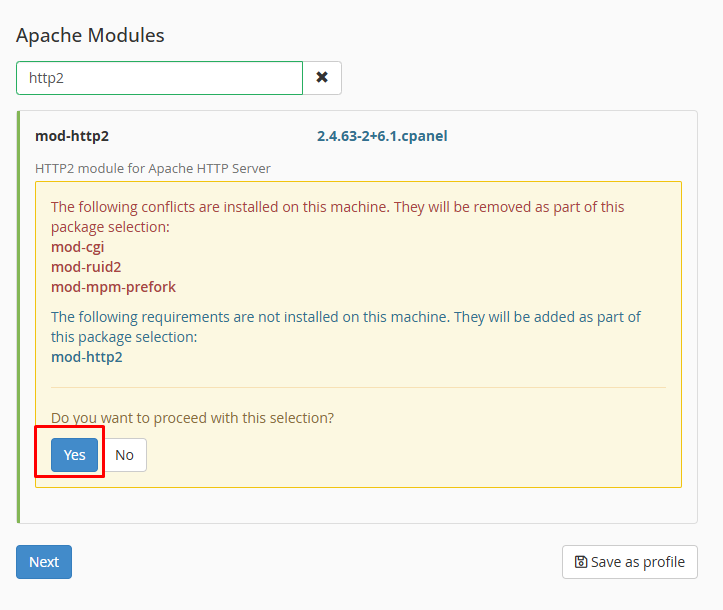 Apache Modules
http2
mod-http2 2.4.63-2+6.1.cpanel
HTTP2 module for Apache HTTP Server
The following conflicts are installed on this machine. They will be removed as part of this
package selection:
mod-cgi
mod-ruid2
mod-mpm-prefork
The following requirements are not installed on this machine. They will be added as part of
this package selection:
mod-http2
Do you want to proceed with this selection?
Yes No
Next Save as profile